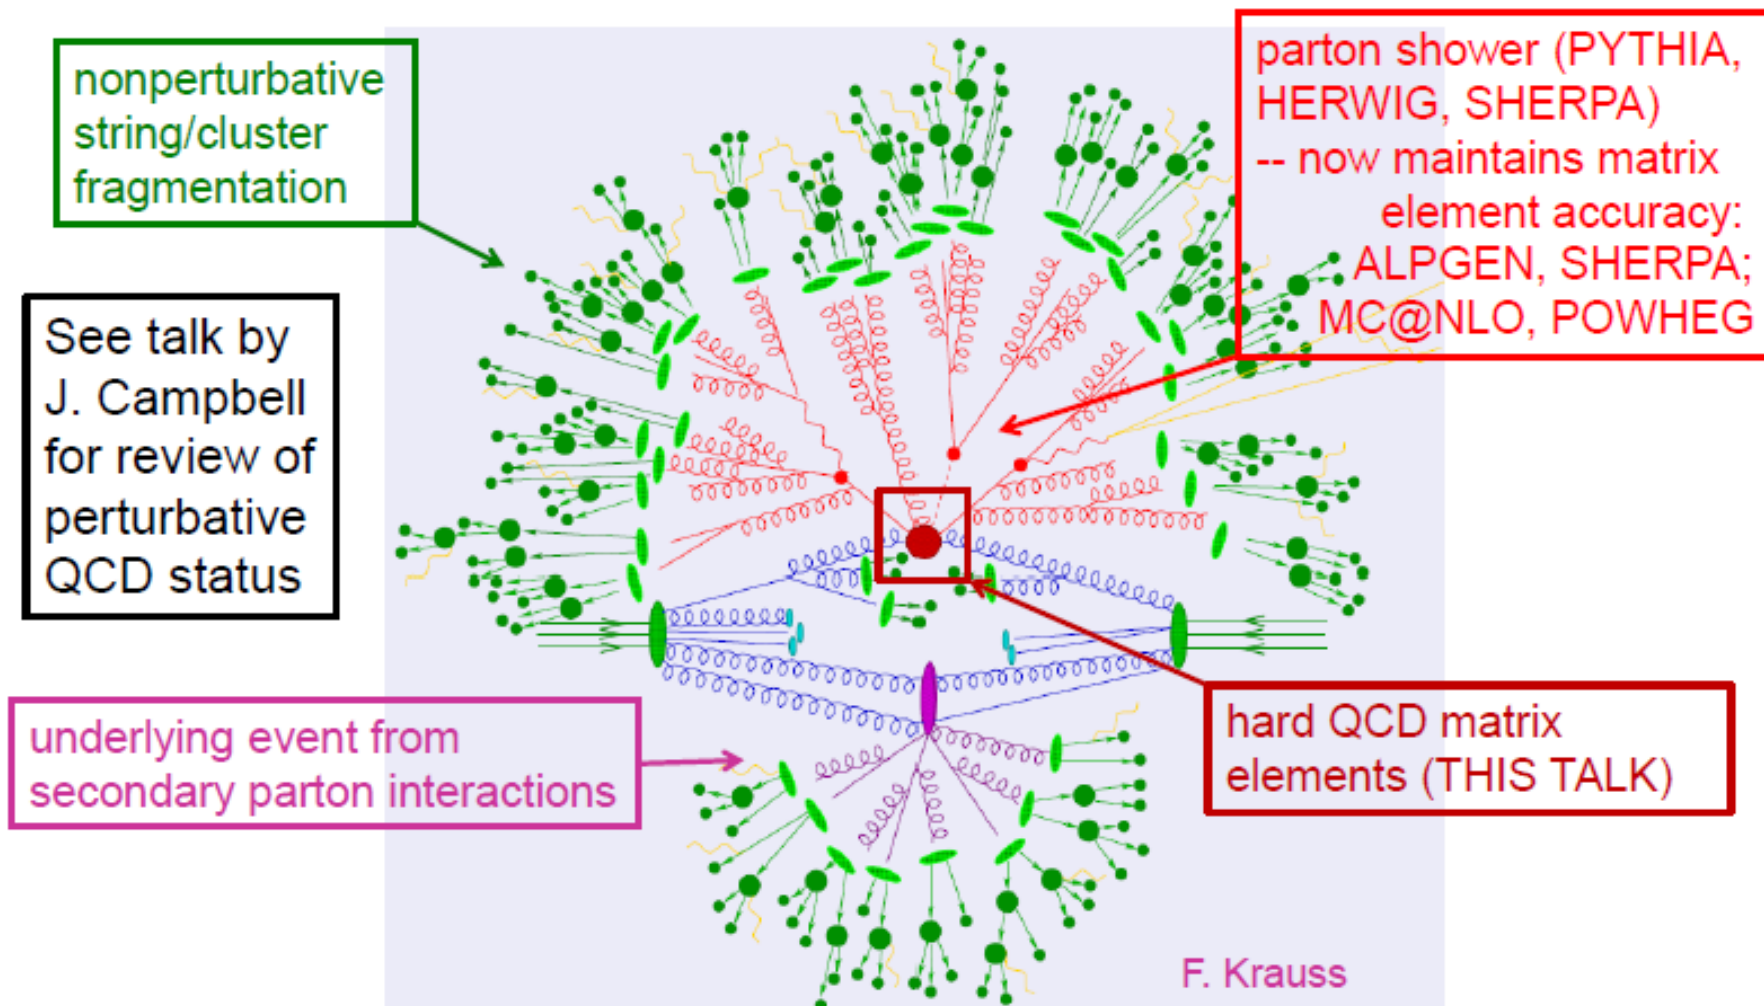 nonperturbative
string/cluster
fragmentation
parton shower (PYTHIA,
HERWIG, SHERPA)
-- now maintains matrix
element accuracy:
ALPGEN, SHERPA;
MC@NLO, POWHEG
See talk by
J. Campbell
for review of
perturbative
QCD status
underlying event from
secondary parton interactions
hard QCD matrix
elements (THIS TALK)
F. Krauss